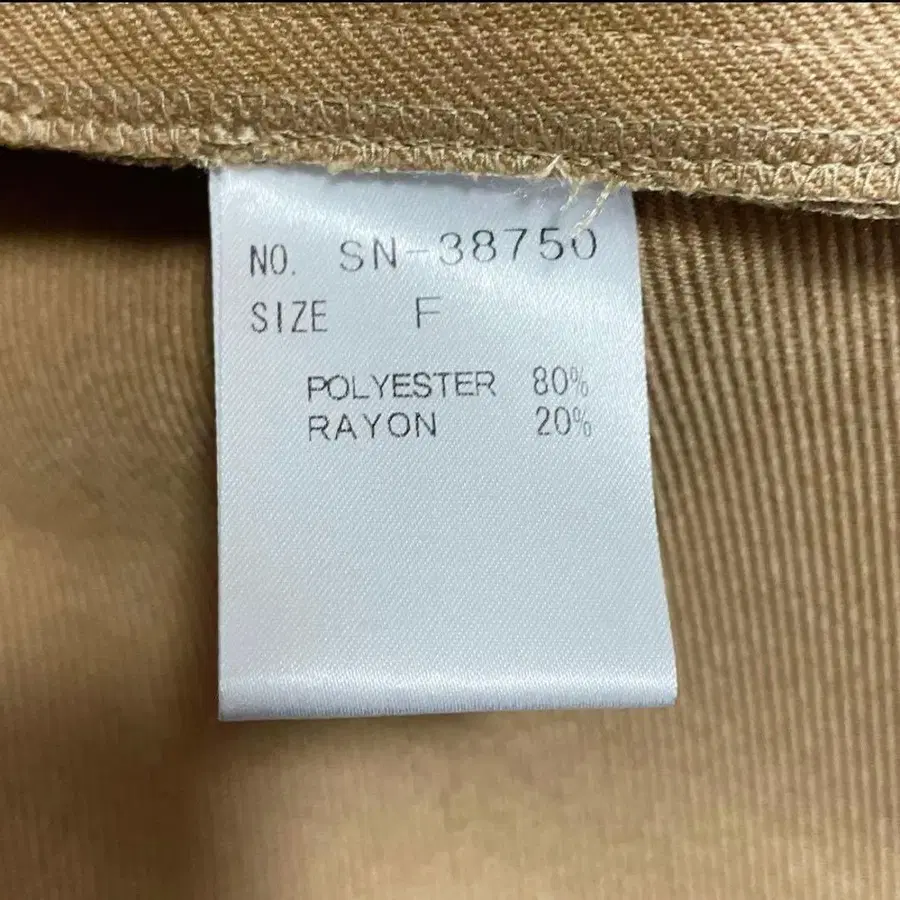 NO. SN-38750
SIZE F
POLYESTER 80%
RAYON 20%